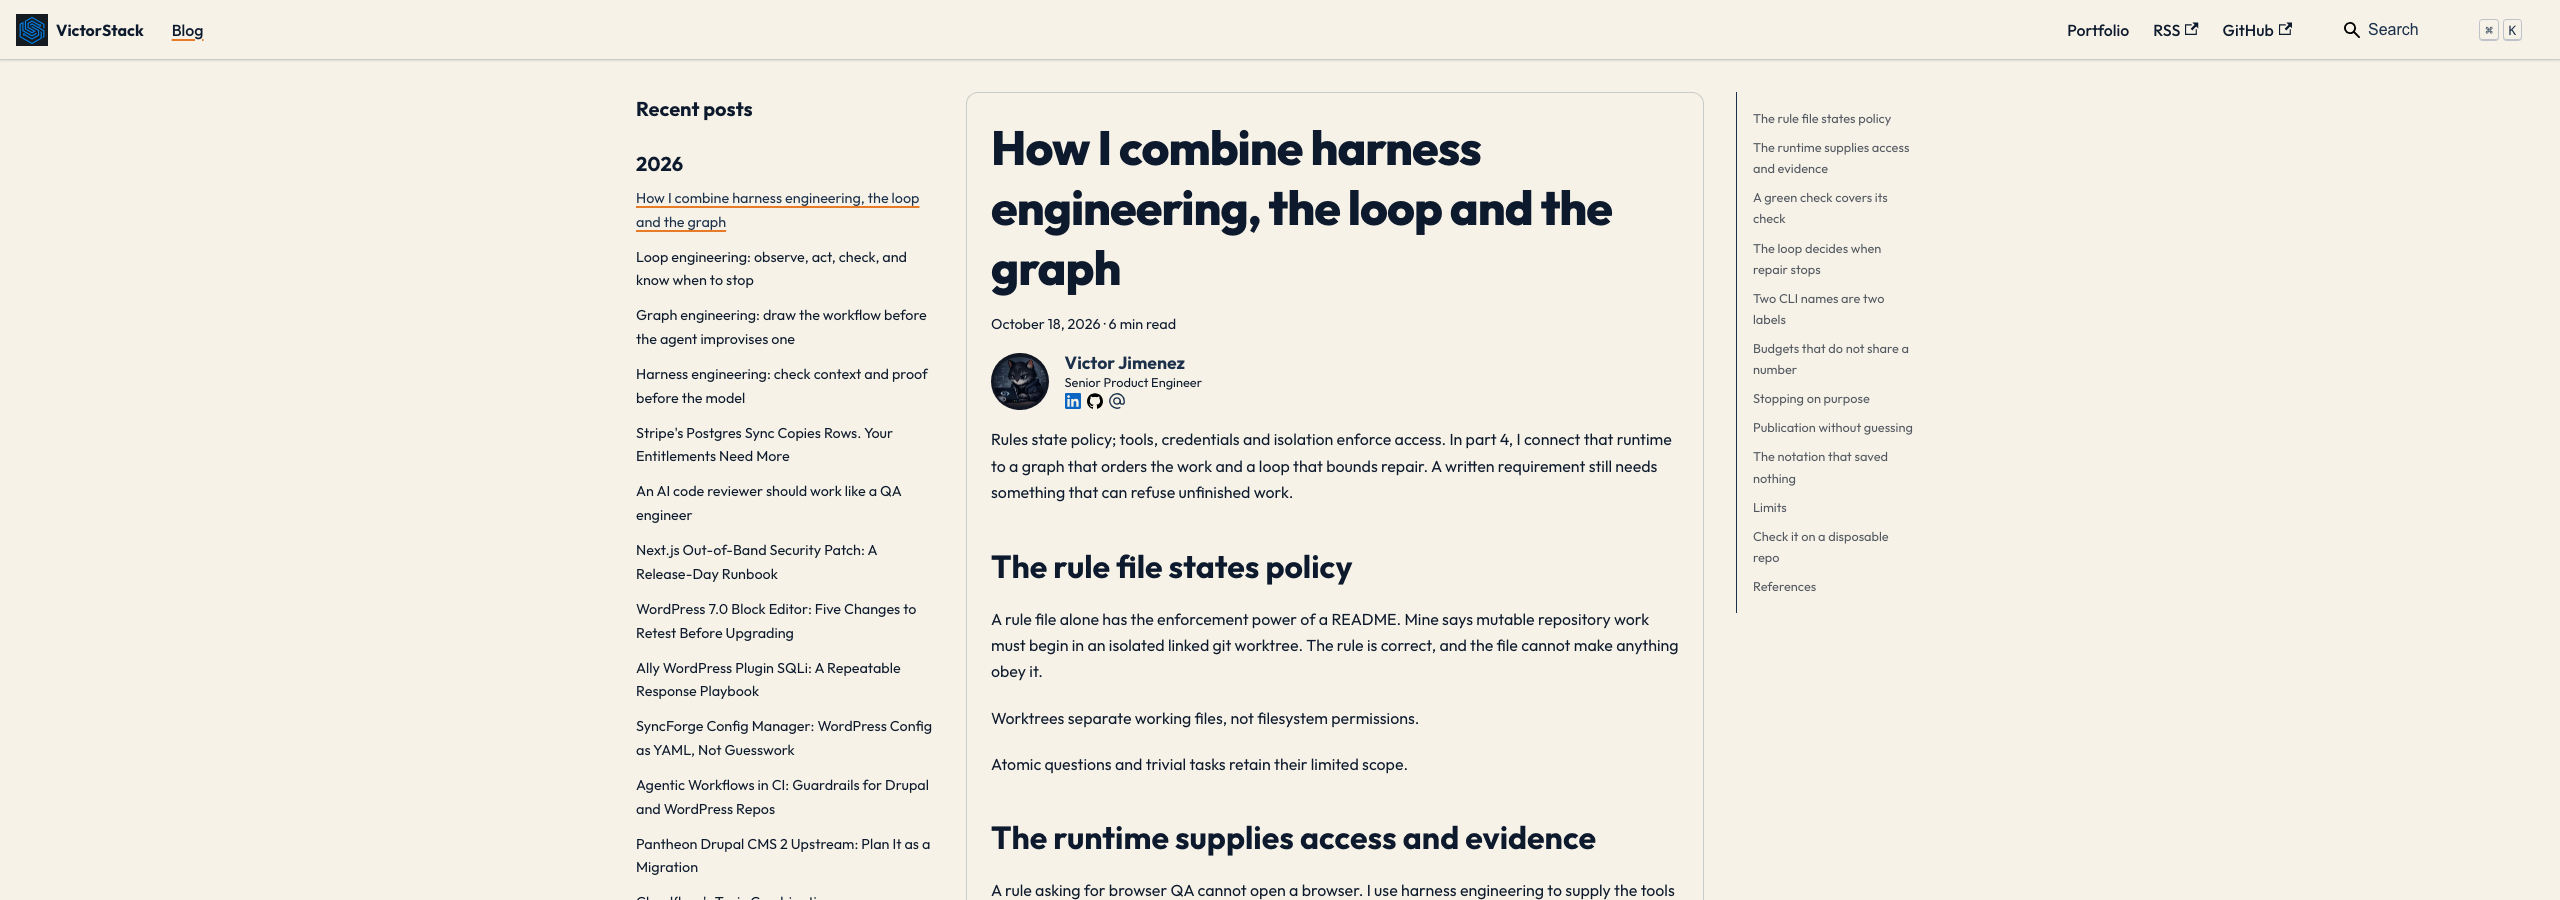 VictorStack
Blog
Portfolio
RSS
GitHub
Search
⌘ K
Recent posts
2026
How I combine harness engineering, the loop
and the graph
Loop engineering: observe, act, check, and
know when to stop
Graph engineering: draw the workflow before
the agent improvises one
Harness engineering: check context and proof
before the model
Stripe's Postgres Sync Copies Rows. Your
Entitlements Need More
An AI code reviewer should work like a QA
engineer
Next.js Out-of-Band Security Patch: A
Release-Day Runbook
WordPress 7.0 Block Editor: Five Changes to
Retest Before Upgrading
Ally WordPress Plugin SQLi: A Repeatable
Response Playbook
SyncForge Config Manager: WordPress Config
as YAML, Not Guesswork
Agentic Workflows in CI: Guardrails for Drupal
and WordPress Repos
Pantheon Drupal CMS 2 Upstream: Plan It as a
Migration
How I combine harness
engineering, the loop and the
graph
October 18, 2026 · 6 min read
Victor Jimenez
Senior Product Engineer
Rules state policy; tools, credentials and isolation enforce access. In part 4, I connect that runtime
to a graph that orders the work and a loop that bounds repair. A written requirement still needs
something that can refuse unfinished work.
The rule file states policy
A rule file alone has the enforcement power of a README. Mine says mutable repository work
must begin in an isolated linked git worktree. The rule is correct, and the file cannot make anything
obey it.
Worktrees separate working files, not filesystem permissions.
Atomic questions and trivial tasks retain their limited scope.
The runtime supplies access and evidence
A rule asking for browser QA cannot open a browser. I use harness engineering to supply the tools
The rule file states policy
The runtime supplies access
and evidence
A green check covers its
check
The loop decides when
repair stops
Two CLI names are two
labels
Budgets that do not share a
number
Stopping on purpose
Publication without guessing
The notation that saved
nothing
Limits
Check it on a disposable
repo
References